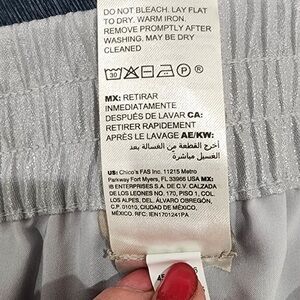 DO NOT BLEACH. LAY FLAT
TO DRY. WARM IRON.
REMOVE PROMPTLY AFTER
WASHING. MAY BE DRY
CLEANED
30 P ®
MX: RETIRAR
INMEDIATAMENTE
DESPUÉS DE LAVAR CA:
RETIRER RAPIDEMENT
APRÈS LE LAVAGE AE/KW:
أخرج القطعة من الغسالة بعد
الغسيل مباشرة
US: Chico's FAS Inc. 11215 Metro
Parkway Fort Myers, FL 33966 USA MX:
IB ENTERPRISES S.A. DE C.V. CALZADA
DE LOS LEONES NO. 170, PISO 1, COL.
LOS ALPES, DEL. ÁLVARO OBREGÓN,
C.P. 01010, CIUDAD DE MÉXICO,
MÉXICO. RFC: IEN1701241PA